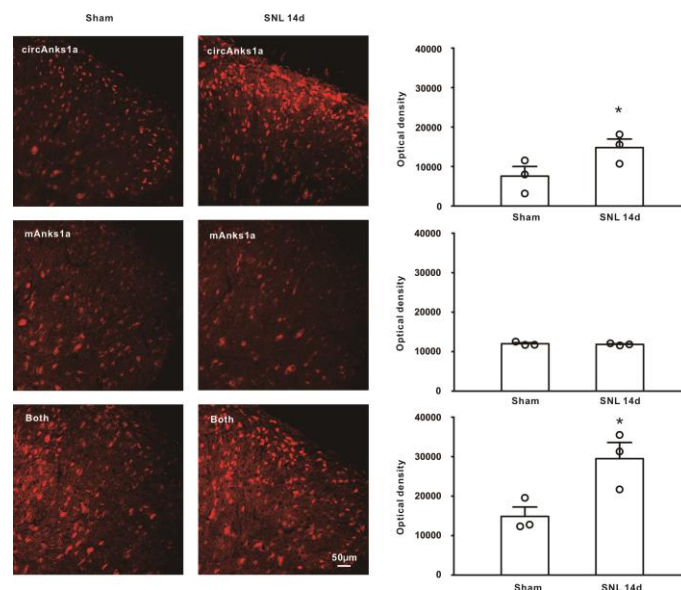 Sham
SNL 14d
circAnks1a
circAnks1a
40000
30000
20000
10000
0
Optical density
*
Sham
SNL 14d
mAnks1a
mAnks1a
40000
30000
20000
10000
0
Optical density
Sham
SNL 14d
Both
Both
50µm
40000
30000
20000
10000
0
Optical density
*
Sham
SNL 14d